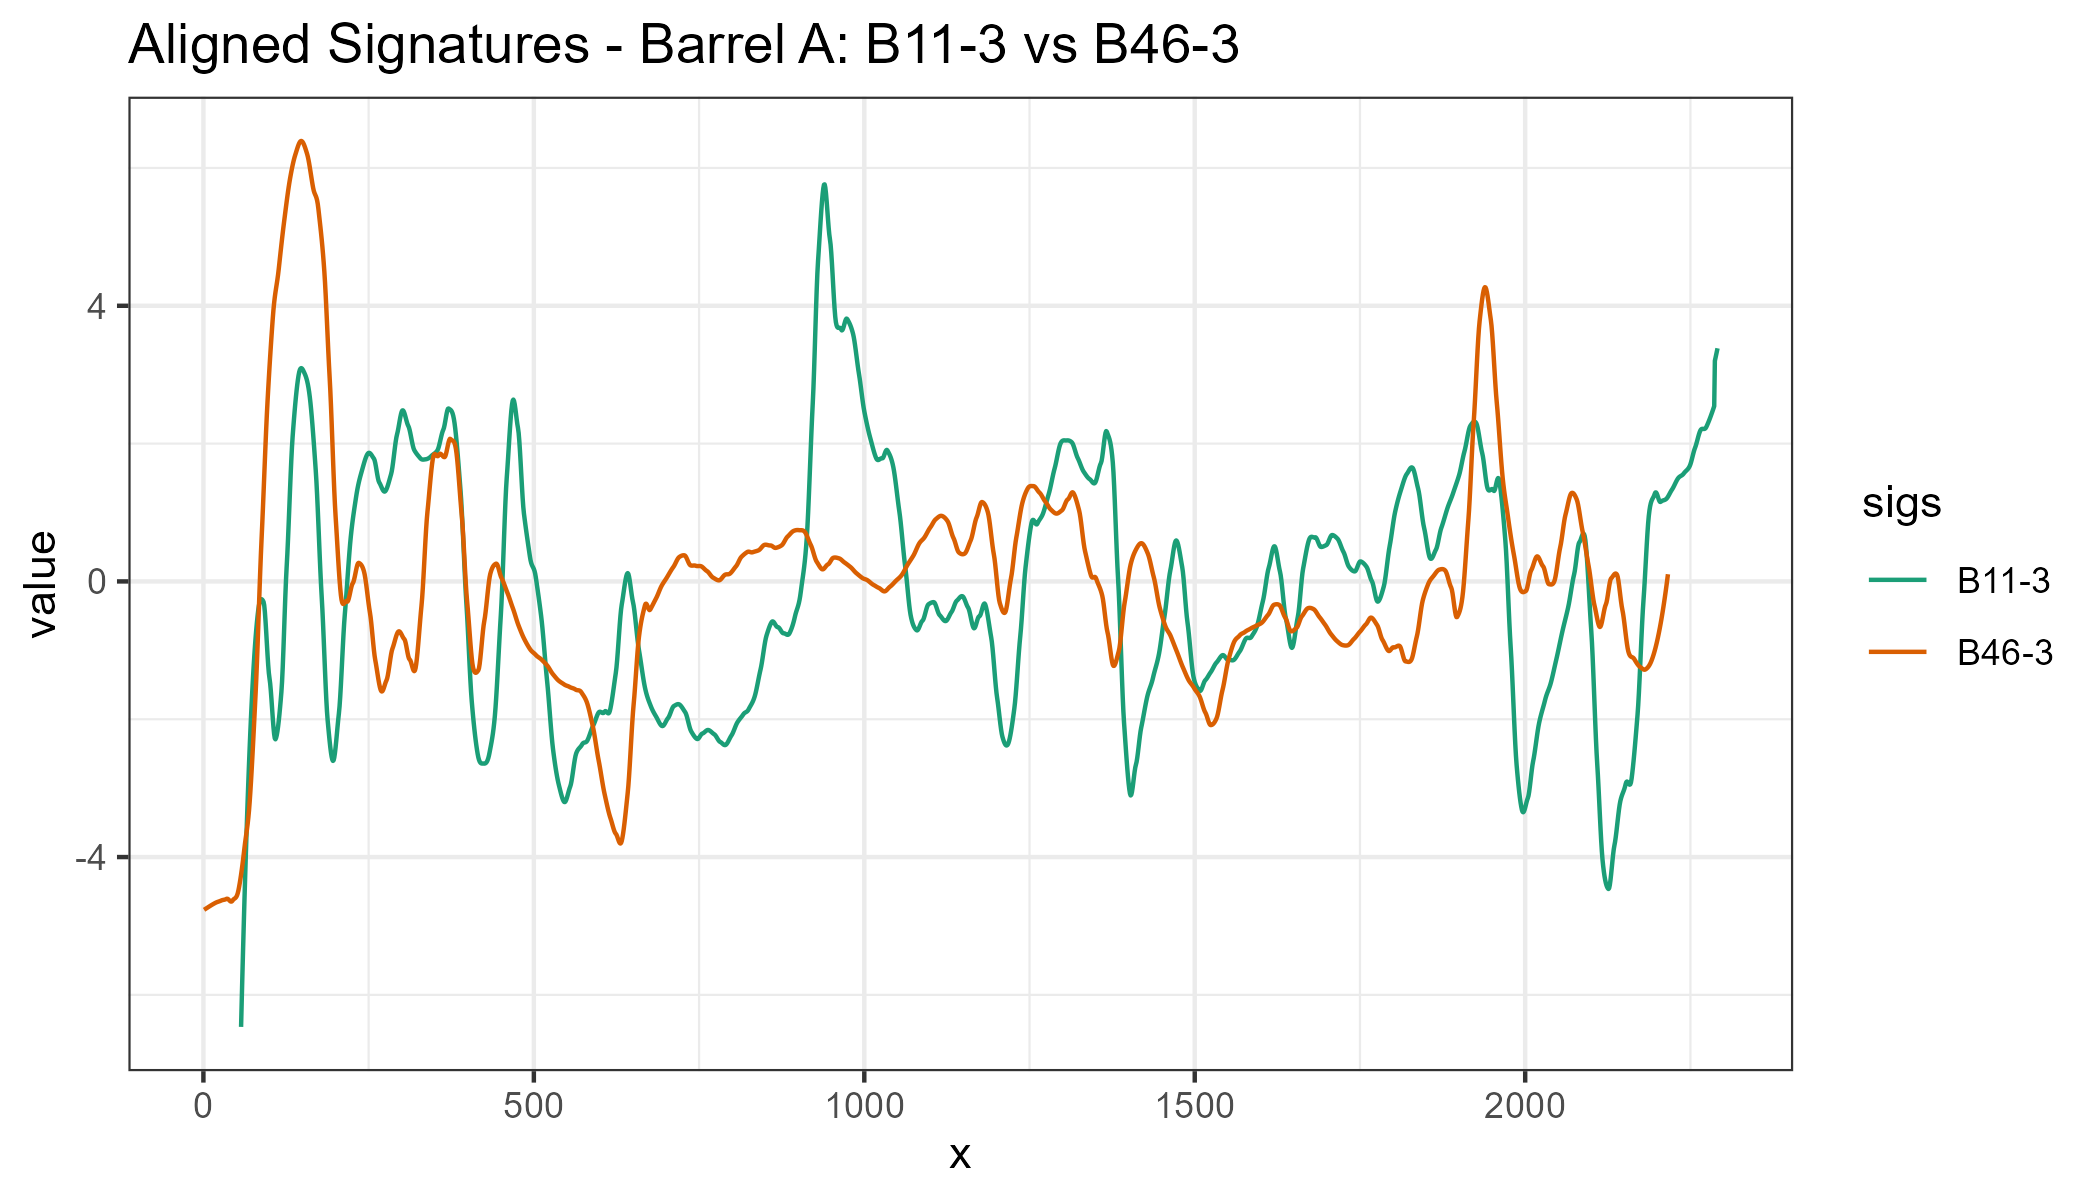 Aligned Signatures - Barrel A: B11-3 vs B46-3
value
4
0
-4
0 500 1000 1500 2000
x
sigs
B11-3
B46-3